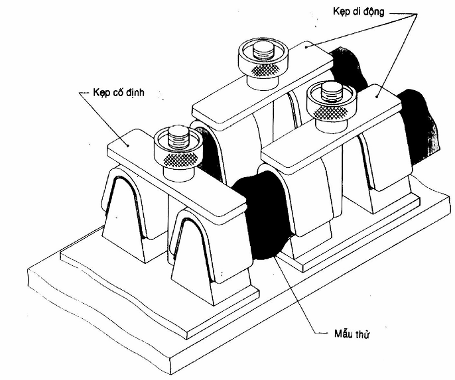 Kẹp di động
Kẹp cố định
Mẫu thử